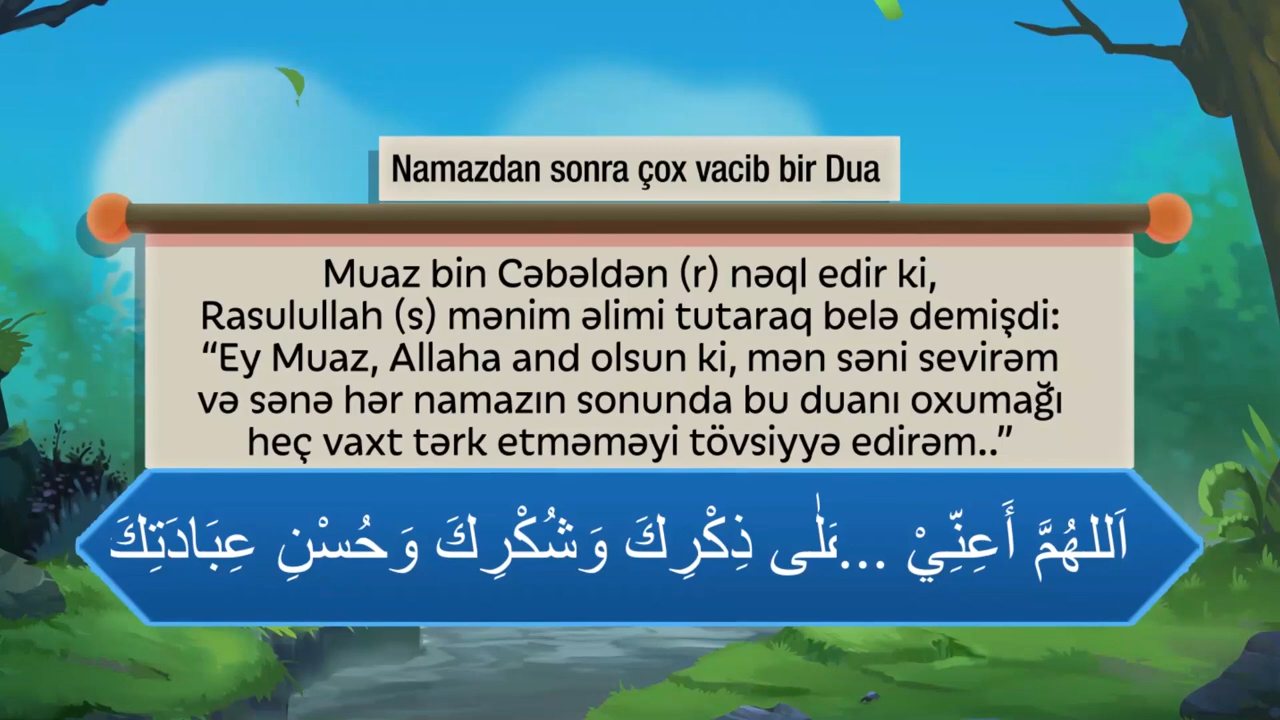 Namazdan sonra çox vacib bir Dua
Muaz bin Cəbəldən (r) nəql edir ki,
Rasulullah (s) mənim əlimi tutaraq belə demişdi:
“Ey Muaz, Allaha and olsun ki, mən səni sevirəm
və sənə hər namazın sonunda bu duanı oxumağı
heç vaxt tərk etməməyi tövsiyyə edirəm..”
اَللهُمَّ أَعِنِّيْ ... ذِكْرِكَ وَشُكْرِكَ وَحُسْنِ عِبَادَتِكَ